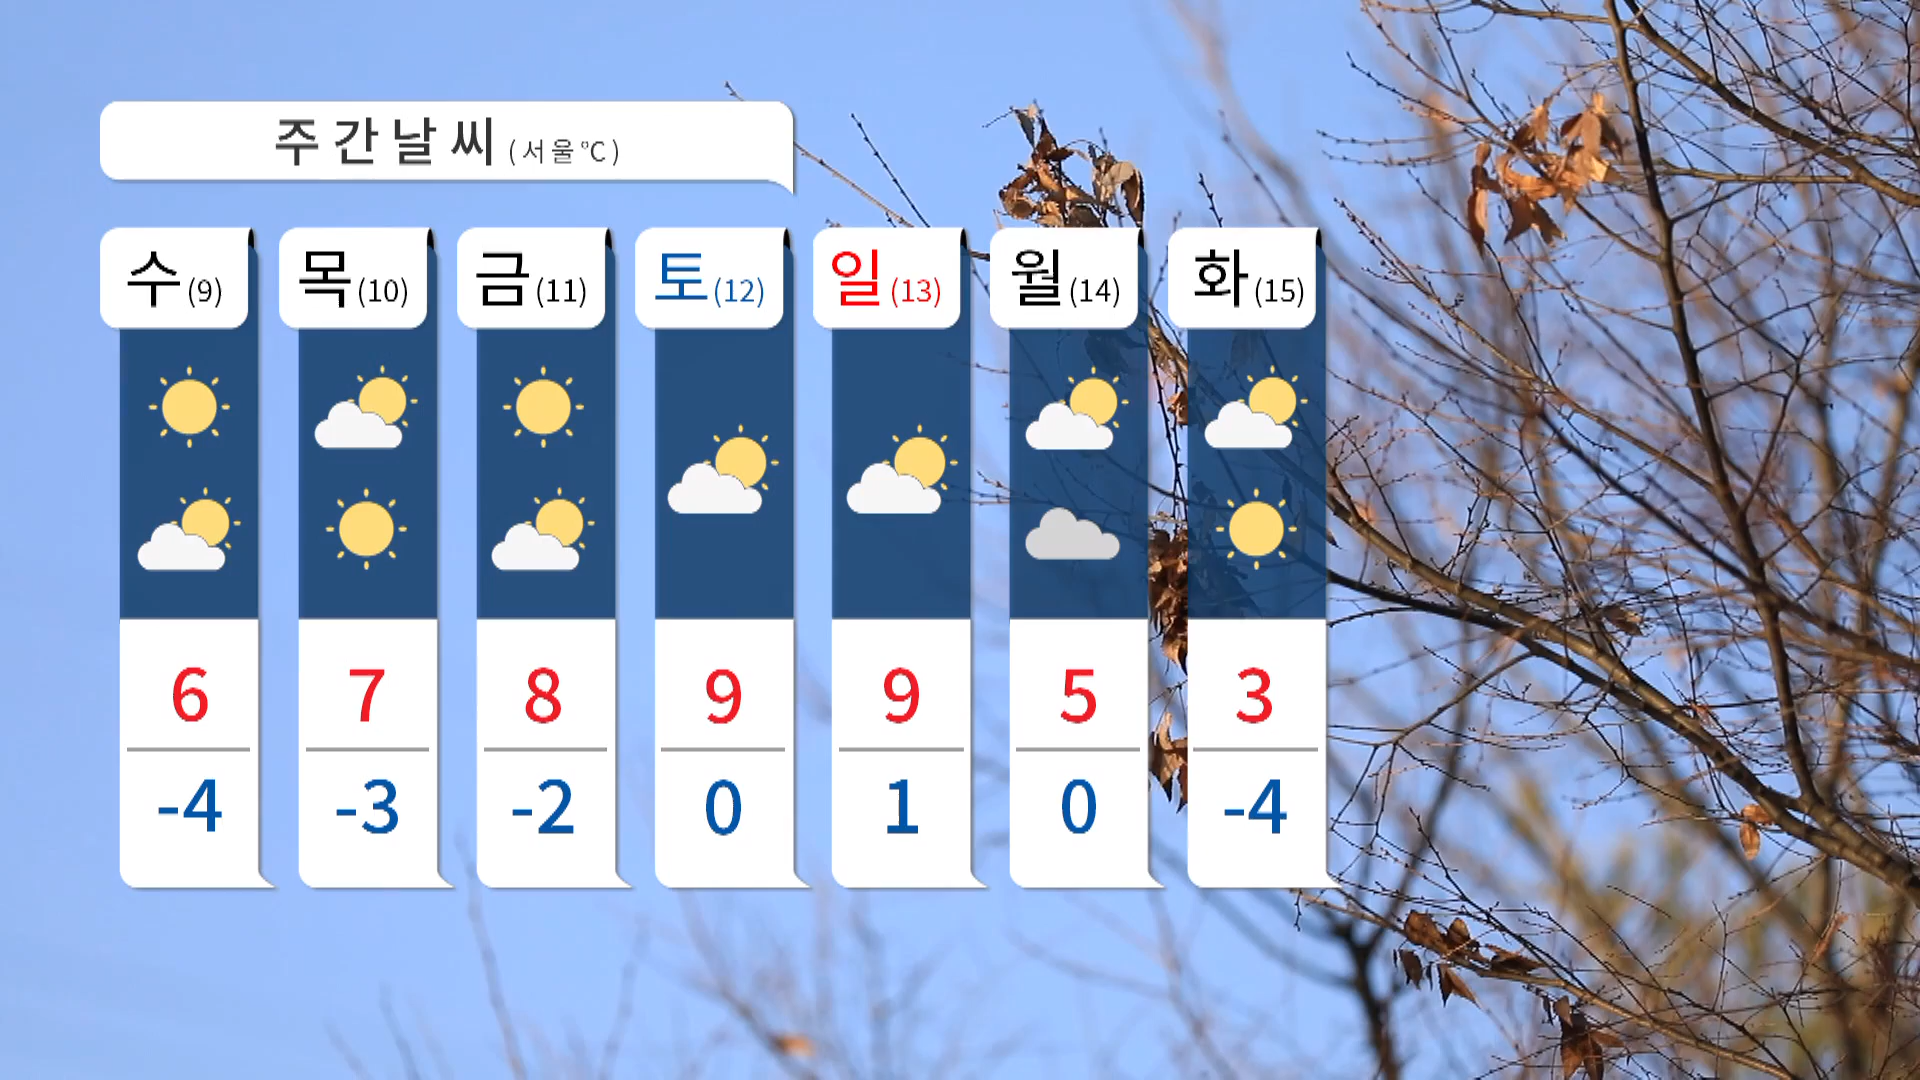 주간날씨 (서울℃)
수(9) 목(10) 금(11) 토(12) 일(13) 월(14) 화(15)
6 7 8 9 9 5 3
-4 -3 -2 0 1 0 -4